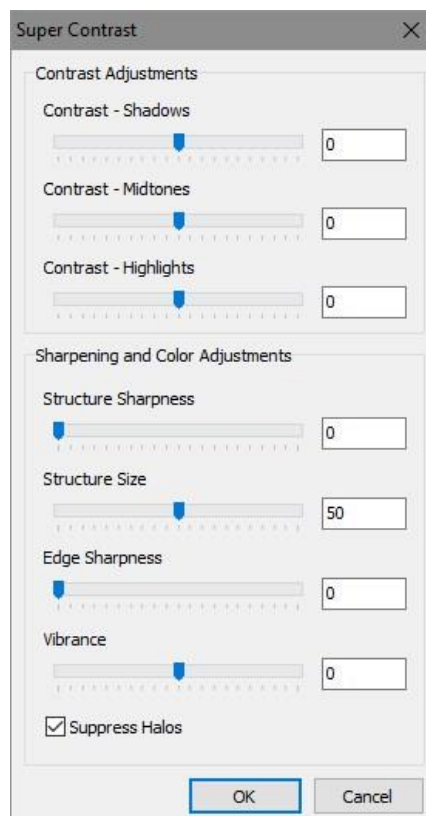 Super Contrast
Contrast Adjustments
Contrast - Shadows
0
Contrast - Midtones
0
Contrast - Highlights
0
Sharpening and Color Adjustments
Structure Sharpness
0
Structure Size
50
Edge Sharpness
0
Vibrance
0
Suppress Halos
OK Cancel